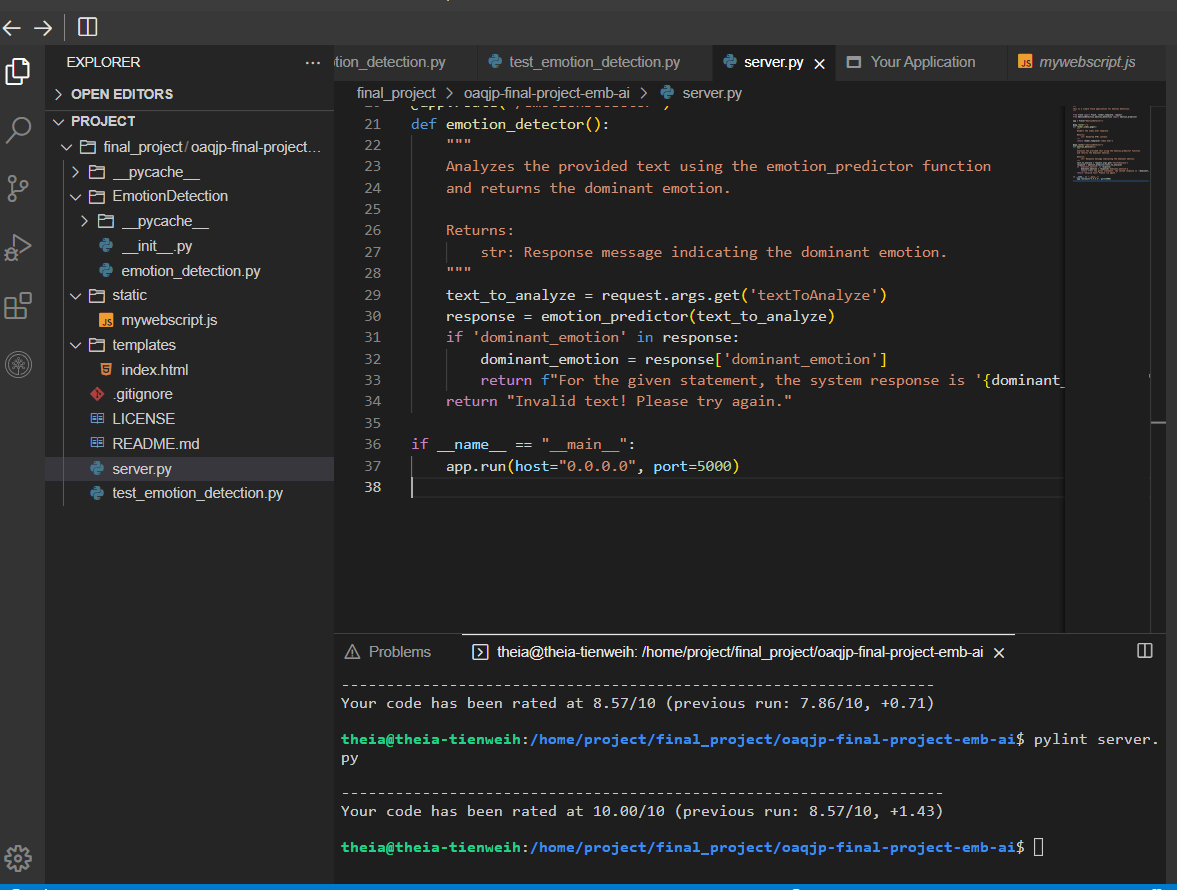 EXPLORER
...
OPEN EDITORS
PROJECT
final_project/oaqjp-final-project...
__pycache__
EmotionDetection
__pycache__
__init__.py
emotion_detection.py
static
JS mywebscript.js
templates
index.html
.gitignore
LICENSE
README.md
server.py
test_emotion_detection.py
tion_detection.py test_emotion_detection.py server.py Your Application JS mywebscript.js
final_project > oaqjp-final-project-emb-ai > server.py
21 def emotion_detector():
22 """
23 Analyzes the provided text using the emotion_predictor function
24 and returns the dominant emotion.
25
26 Returns:
27 str: Response message indicating the dominant emotion.
28 """
29 text_to_analyze = request.args.get('textToAnalyze')
30 response = emotion_predictor(text_to_analyze)
31 if 'dominant_emotion' in response:
32 dominant_emotion = response['dominant_emotion']
33 return f"For the given statement, the system response is '{dominant_
34 return "Invalid text! Please try again."
35
36 if __name__ == "__main__":
37 app.run(host="0.0.0.0", port=5000)
38
Problems theia@theia-tienweih: /home/project/final_project/oaqjp-final-project-emb-ai
------------------------------------------------------------------
Your code has been rated at 8.57/10 (previous run: 7.86/10, +0.71)
theia@theia-tienweih:/home/project/final_project/oaqjp-final-project-emb-ai$ pylint server.
py
-------------------------------------------------------------------
Your code has been rated at 10.00/10 (previous run: 8.57/10, +1.43)
theia@theia-tienweih:/home/project/final_project/oaqjp-final-project-emb-ai$